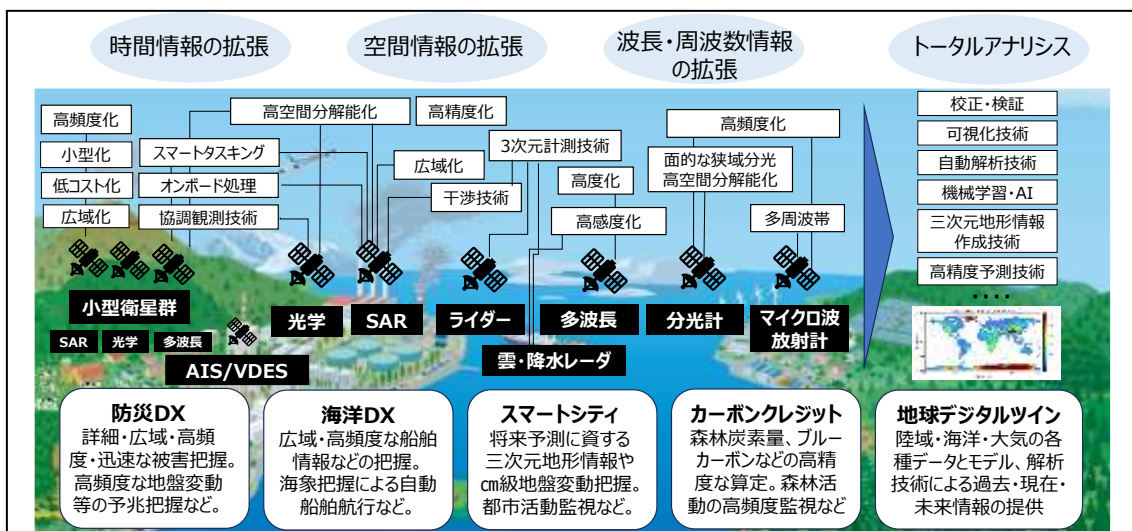 時間情報の拡張
空間情報の拡張
波長・周波数情報
の拡張
トータルアナリシス
高頻度化
小型化
低コスト化
広域化
スマートタスキング
オンボード処理
協調観測技術
高空間分解能化
高精度化
広域化
干渉技術
3次元計測技術
高度化
高感度化
高頻度化
面的な狭域分光
高空間分解能化
多周波帯
校正・検証
可視化技術
自動解析技術
機械学習・AI
三次元地形情報
作成技術
高精度予測技術
・・・・
小型衛星群
SAR
光学
多波長
AIS/VDES
光学
SAR
ライダー
多波長
雲・降水レーダ
分光計
マイクロ波
放射計
防災DX
詳細・広域・高頻
度・迅速な被害把握。
高頻度な地盤変動
等の予兆把握など。
海洋DX
広域・高頻度な船舶
情報などの把握。
海象把握による自動
船舶航行など。
スマートシティ
将来予測に資する
三次元地形情報や
㎝級地盤変動把握。
都市活動監視など。
カーボンクレジット
森林炭素量、ブルー
カーボンなどの高精
度な算定。森林活
動の高頻度監視など
地球デジタルツイン
陸域・海洋・大気の各
種データとモデル、解析
技術による過去・現在・
未来情報の提供